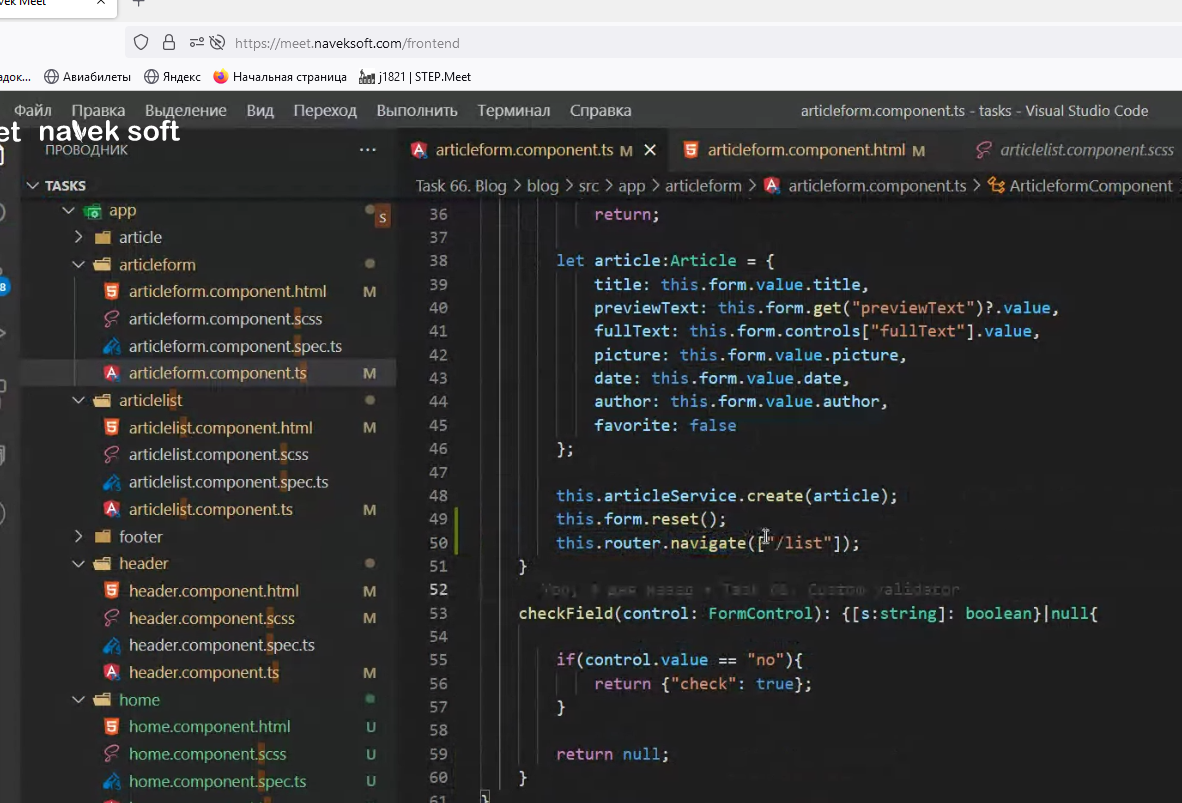 vek Meet
https://meet.naveksoft.com/frontend
адок... Авиабилеты Яндекс Начальная страница j1821 | STEP.Meet
Файл Правка Выделение Вид Переход Выполнить Терминал Справка articleform.component.ts - tasks - Visual Studio Code
et navek soft
ПРОВОДНИК ...
articleform.component.ts M articleform.component.html M articlelist.component.scss
TASKS
Task 66. Blog > blog > src > app > articleform > articleform.component.ts > ArticleformComponent
app
S
article
articleform
articleform.component.html M
articleform.component.scss
articleform.component.spec.ts
articleform.component.ts M
articlelist
articlelist.component.html M
articlelist.component.scss
articlelist.component.spec.ts
articlelist.component.ts M
footer
header
header.component.html M
header.component.scss M
header.component.spec.ts
header.component.ts M
home
home.component.html U
home.component.scss U
home.component.spec.ts U
8
36 return;
37
38 let article:Article = {
39 title: this.form.value.title,
40 previewText: this.form.get("previewText")?.value,
41 fullText: this.form.controls["fullText"].value,
42 picture: this.form.value.picture,
43 date: this.form.value.date,
44 author: this.form.value.author,
45 favorite: false
46 };
47
48 this.articleService.create(article);
49 this.form.reset();
50 this.router.navigate(["/list"]);
51 }
52 You, дня назад • Task Custom validator
53 checkField(control: FormControl): {[s:string]: boolean}|null{
54
55 if(control.value == "no"){
56 return {"check": true};
57 }
58
59 return null;
60 }
61 }